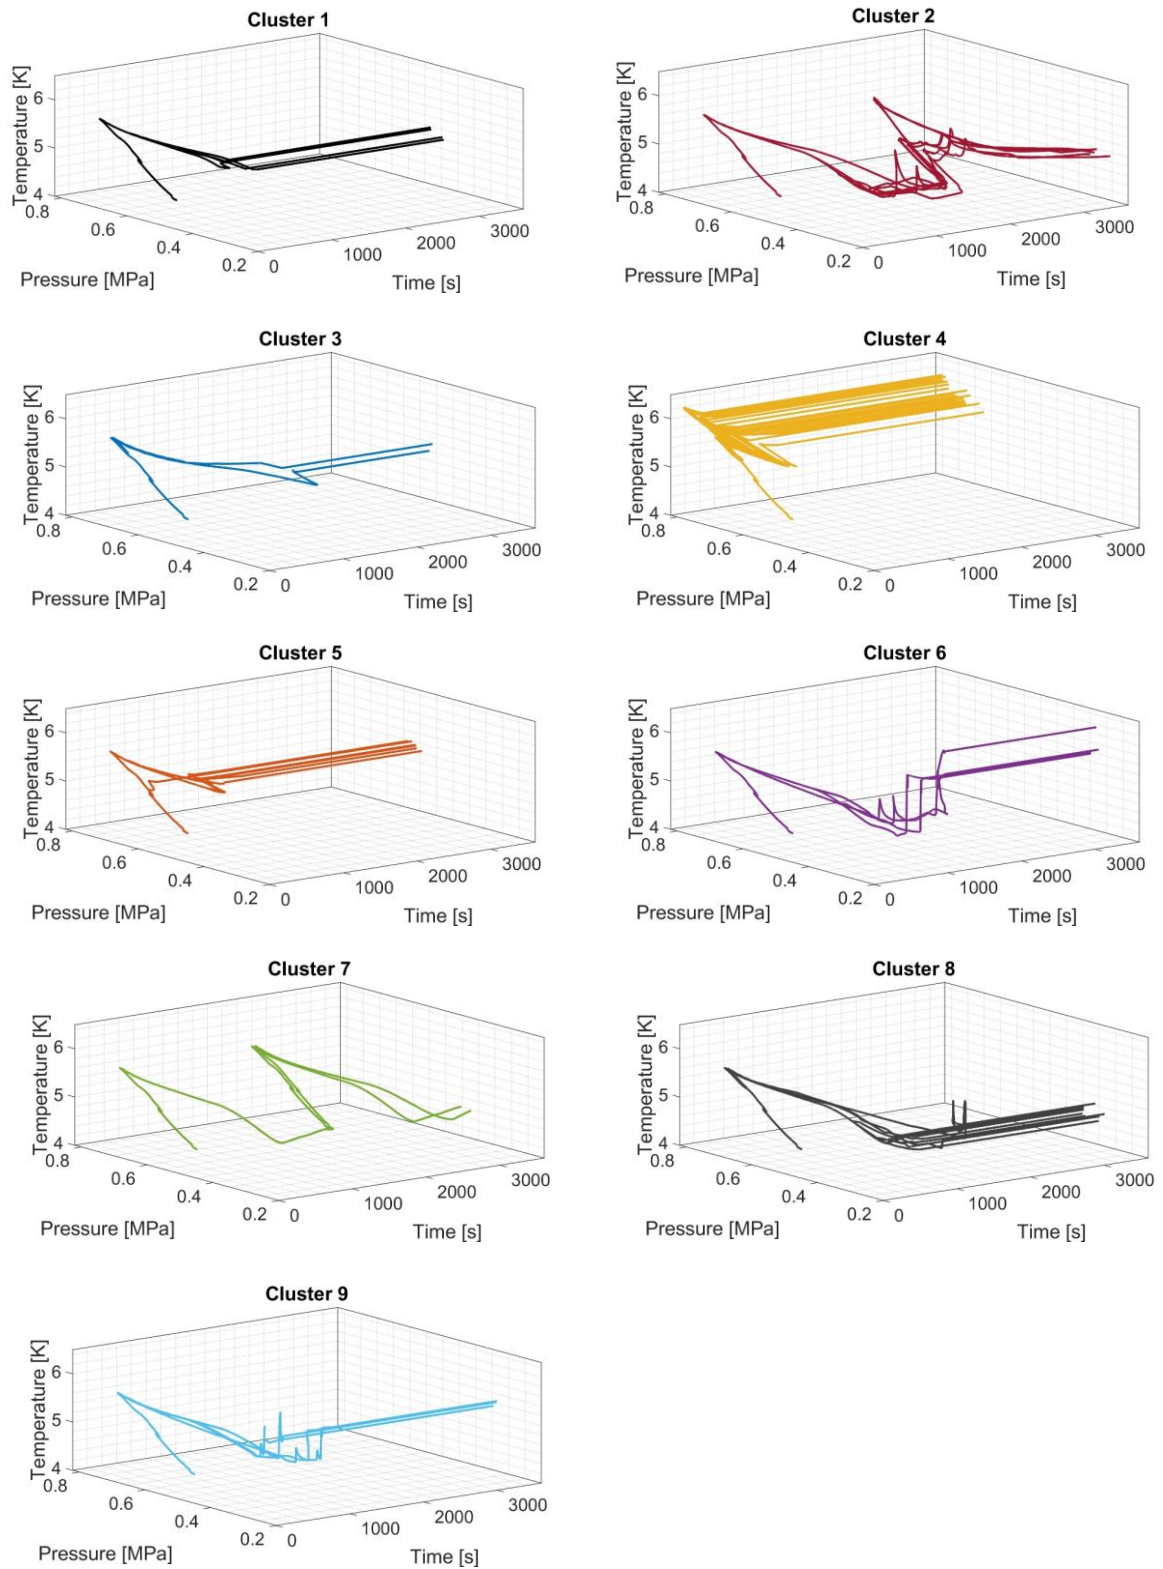 Cluster 1
Temperature [K]
6
5
4
0.8
0.6
0.4
0.2
0
1000
2000
3000
Pressure [MPa]
Time [s]
Cluster 2
Temperature [K]
6
5
4
0.8
0.6
0.4
0.2
0
1000
2000
3000
Pressure [MPa]
Time [s]
Cluster 3
Temperature [K]
6
5
4
0.8
0.6
0.4
0.2
0
1000
2000
3000
Pressure [MPa]
Time [s]
Cluster 4
Temperature [K]
6
5
4
0.8
0.6
0.4
0.2
0
1000
2000
3000
Pressure [MPa]
Time [s]
Cluster 5
Temperature [K]
6
5
4
0.8
0.6
0.4
0.2
0
1000
2000
3000
Pressure [MPa]
Time [s]
Cluster 6
Temperature [K]
6
5
4
0.8
0.6
0.4
0.2
0
1000
2000
3000
Pressure [MPa]
Time [s]
Cluster 7
Temperature [K]
6
5
4
0.8
0.6
0.4
0.2
0
1000
2000
3000
Pressure [MPa]
Time [s]
Cluster 8
Temperature [K]
6
5
4
0.8
0.6
0.4
0.2
0
1000
2000
3000
Pressure [MPa]
Time [s]
Cluster 9
Temperature [K]
6
5
4
0.8
0.6
0.4
0.2
0
1000
2000
3000
Pressure [MPa]
Time [s]